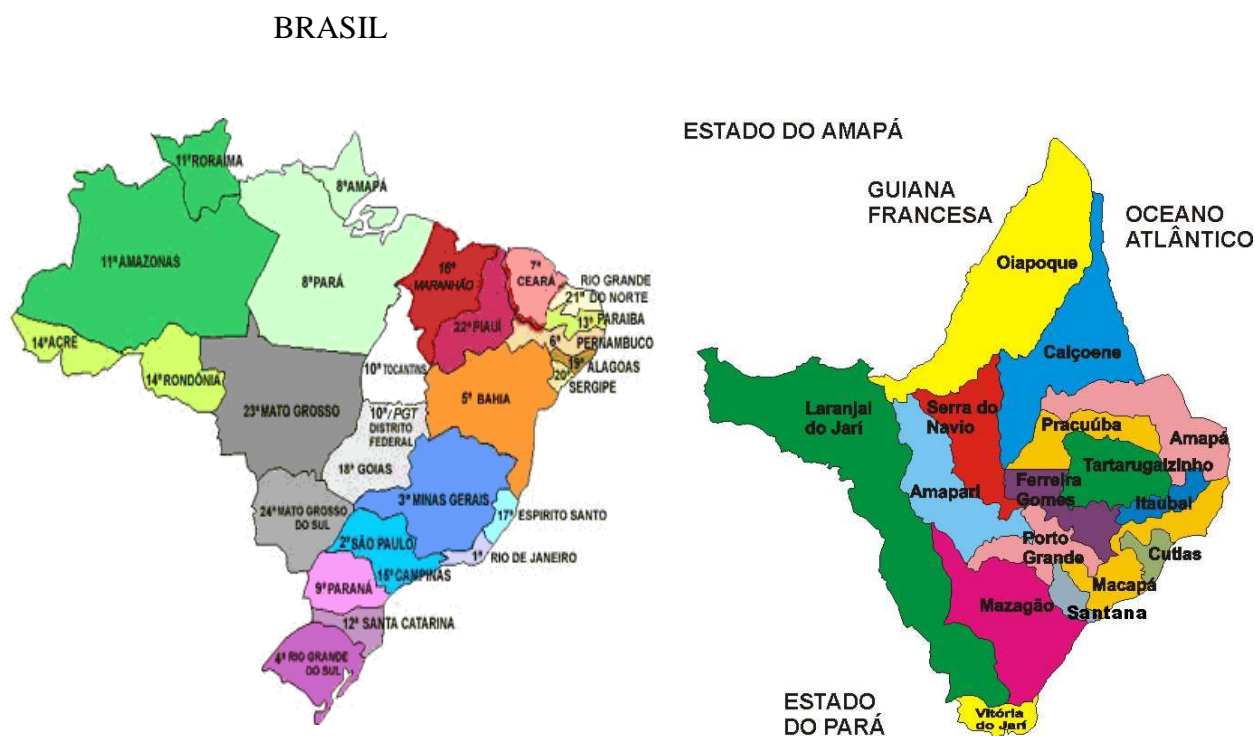 BRASIL
11ª RORAIMA
8ª AMAPÁ
11ª AMAZONAS
8ª PARÁ
16ª
MARANHÃO
7ª
CEARÁ
RIO GRANDE
21ª DO NORTE
13ª PARAIBA
22ª PIAUÍ
6ª PERNAMBUCO
14ª ACRE
19ª ALAGOAS
10ª TOCANTINS
20ª
SERGIPE
14ª RONDÔNIA
5ª BAHIA
23ª MATO GROSSO
10ª / PGT
DISTRITO
FEDERAL
18ª GOIAS
3ª MINAS GERAIS
24ª MATO GROSSO
DO SUL
17ª ESPIRITO SANTO
2ª SÃO PAULO
1ª RIO DE JANEIRO
15ª CAMPINAS
9ª PARANÁ
12ª SANTA CATARINA
4ª RIO GRANDE
DO SUL
ESTADO DO AMAPÁ
GUIANA
FRANCESA
OCEANO
ATLÂNTICO
Oiapoque
Calçoene
Laranjal
do Jarí
Serra do
Navio
Pracuúba
Amapá
Tartarugalzinho
Ferreira
Gomes
Amapari
Itaubal
Porto
Grande
Cutias
Macapá
Mazagão
Santana
ESTADO
DO PARÁ
Vitória
do Jarí